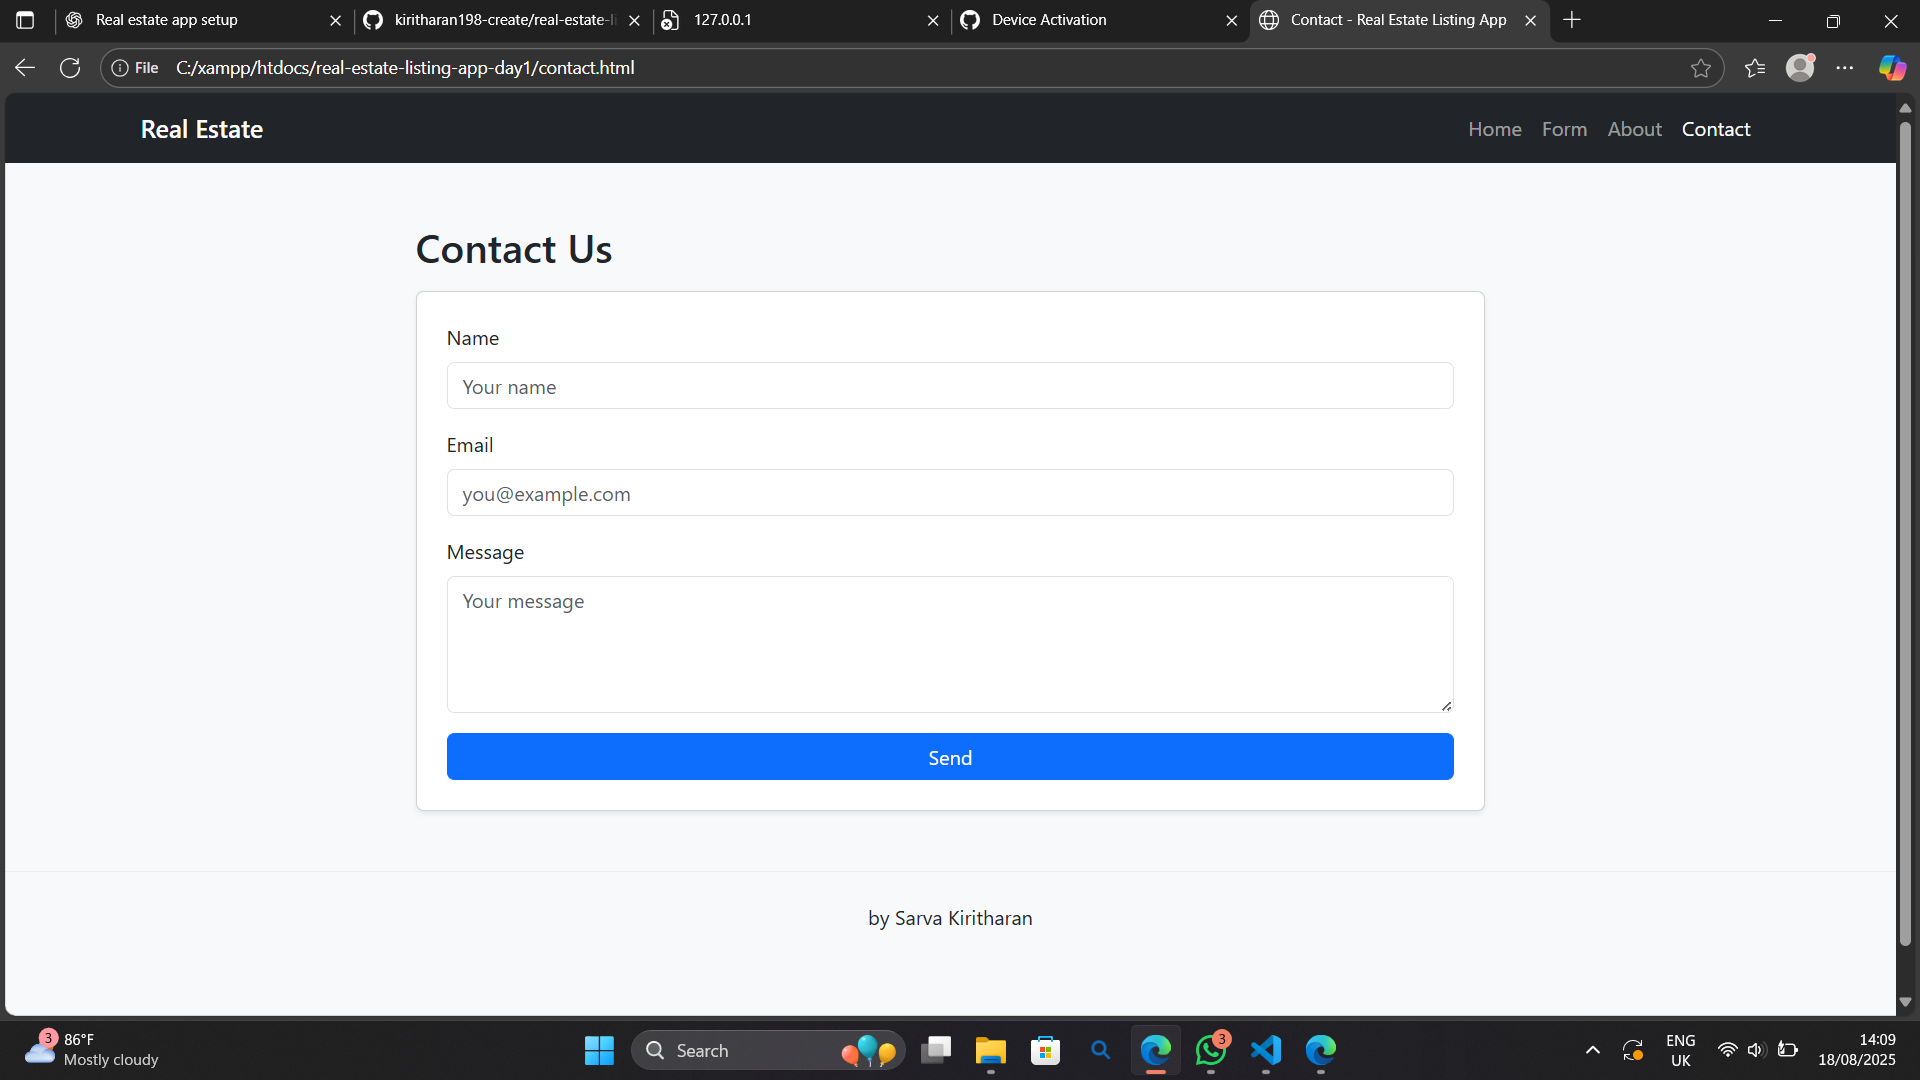 Real estate app setup
kiritharan198-create/real-estate-li
127.0.0.1
Device Activation
Contact - Real Estate Listing App
File
C:/xampp/htdocs/real-estate-listing-app-day1/contact.html
Real Estate
Home
Form
About
Contact
Contact Us
Name
Your name
Email
you@example.com
Message
Your message
Send
by Sarva Kiritharan
3
86°F
Mostly cloudy
Search
3
ENG
UK
14:09
18/08/2025